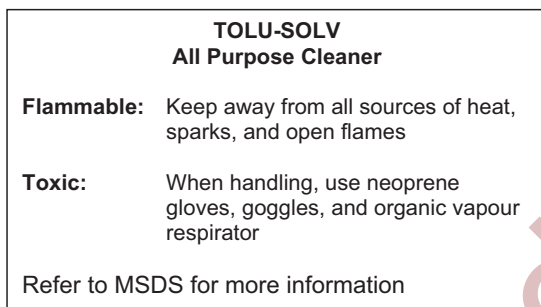 TOLU-SOLV
All Purpose Cleaner
Flammable: Keep away from all sources of heat,
sparks, and open flames
Toxic: When handling, use neoprene
gloves, goggles, and organic vapour
respirator
Refer to MSDS for more information